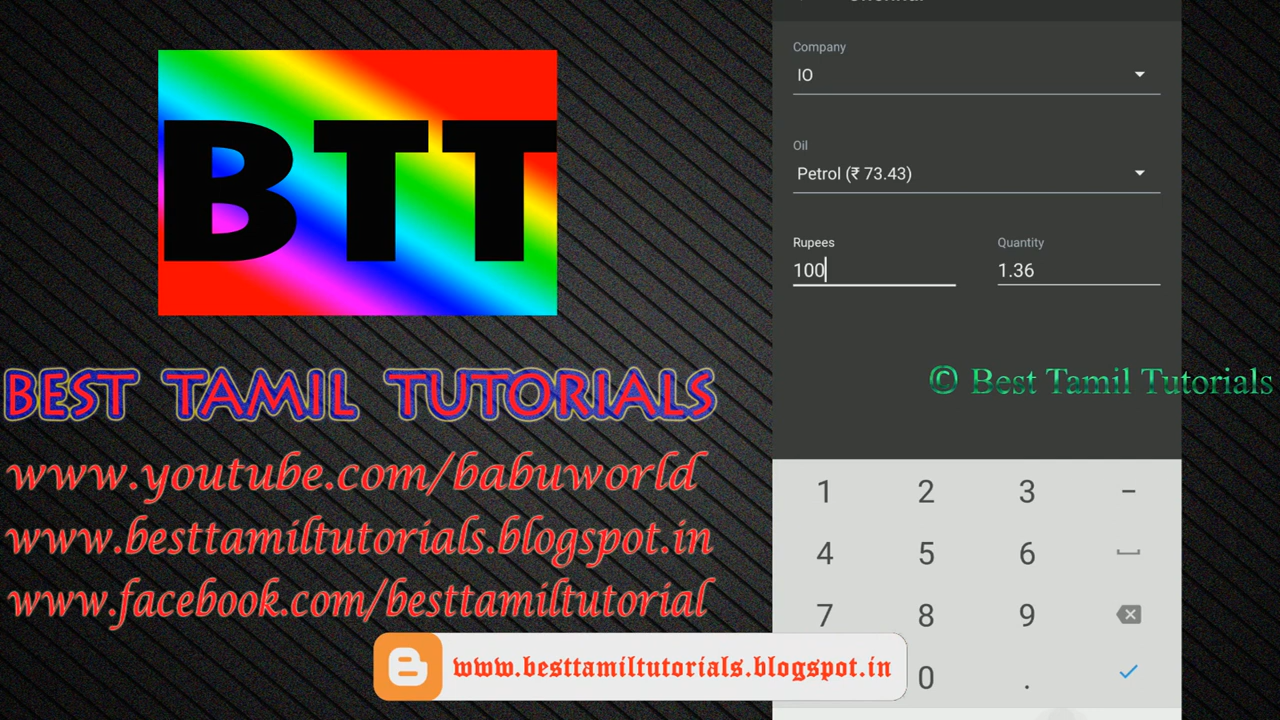 BTT
BEST TAMIL TUTORIALS
www.youtube.com/babuworld
www.besttamiltutorials.blogspot.in
www.facebook.com/besttamiltutorial
www.besttamiltutorials.blogspot.in
Company
IO
Oil
Petrol (₹ 73.43)
Rupees Quantity
100 1.36
© Best Tamil Tutorials
1 2 3 -
4 5 6
7 8 9
0 .